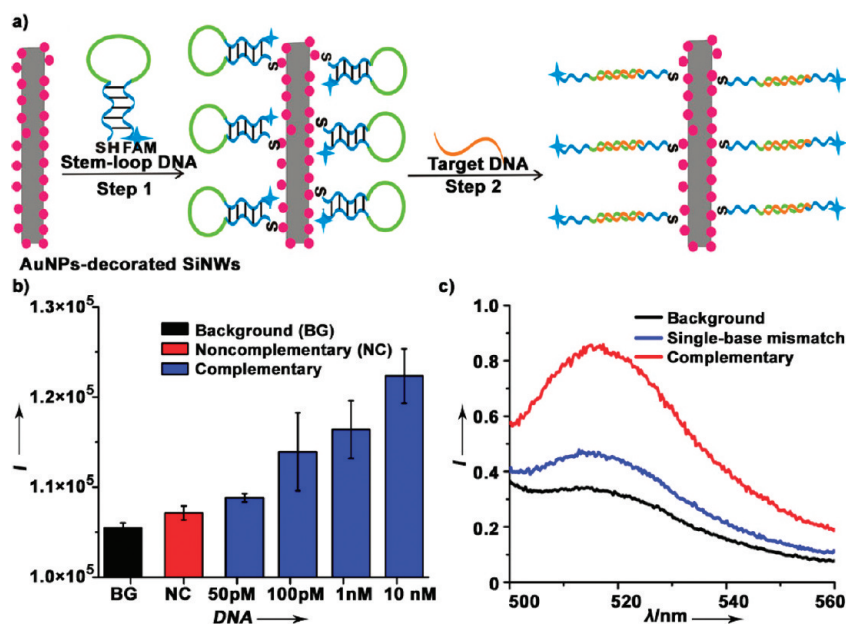 a)
S
S
S
S
S
S
SH FAM
Stem-loop DNA
Step 1
Target DNA
Step 2
S
S
S
S
S
S
AuNPs-decorated SiNWs
b)
1.3×10⁵
1.2×10⁵
1.1×10⁵
1.0×10⁵
I
Background (BG)
Noncomplementary (NC)
Complementary
BG NC 50pM 100pM 1nM 10 nM
DNA
c)
1.0
0.8
0.6
0.4
0.2
0
I
Background
Single-base mismatch
Complementary
500 520 540 560
λ/nm